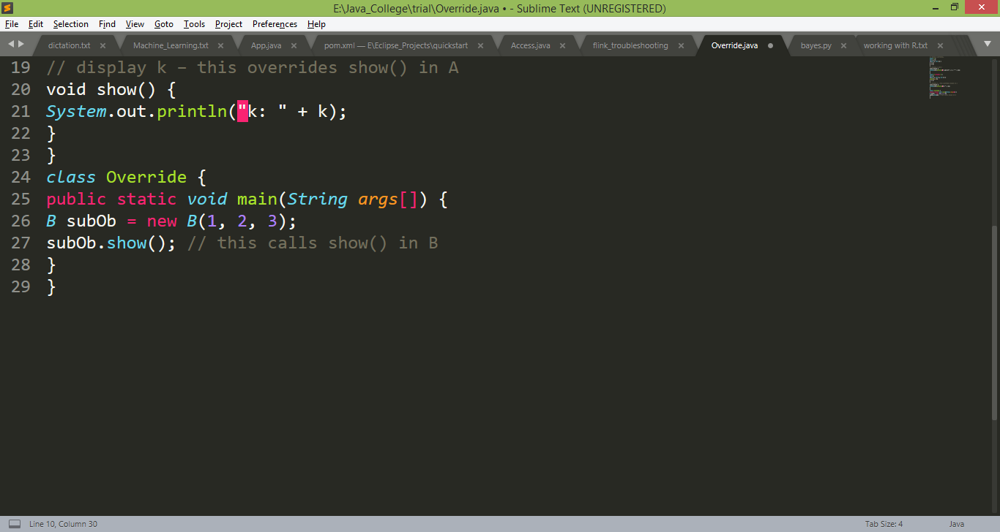 E:\Java_College\trial\Override.java • - Sublime Text (UNREGISTERED)
File Edit Selection Find View Goto Tools Project Preferences Help
dictation.txt Machine_Learning.txt App.java pom.xml — E\Eclipse_Projects\quickstart Access.java flink_troubleshooting Override.java bayes.py working with R.txt
19 // display k – this overrides show() in A
20 void show() {
21 System.out.println("k: " + k);
22 }
23 }
24 class Override {
25 public static void main(String args[]) {
26 B subOb = new B(1, 2, 3);
27 subOb.show(); // this calls show() in B
28 }
29 }
Line 10, Column 30 Tab Size: 4 Java